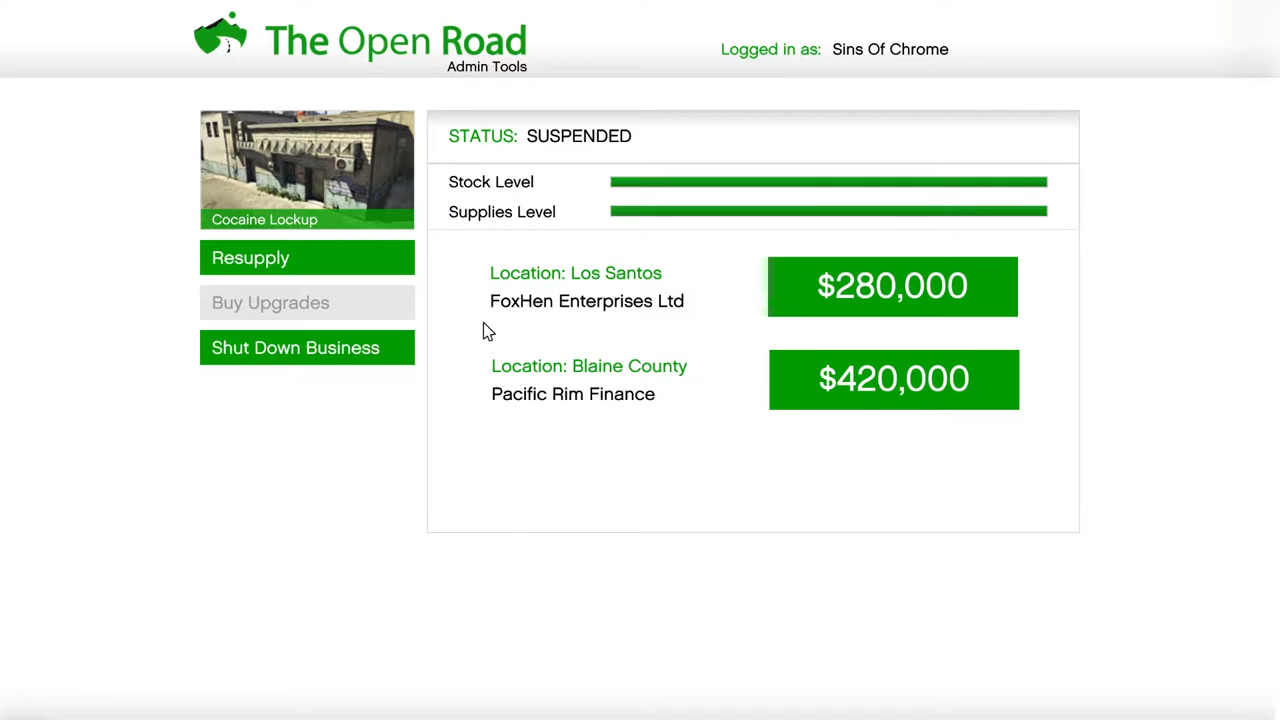 The Open Road
Admin Tools
Logged in as: Sins Of Chrome
Cocaine Lockup
Resupply
Buy Upgrades
Shut Down Business
STATUS: SUSPENDED
Stock Level
Supplies Level
Location: Los Santos
FoxHen Enterprises Ltd
$280,000
Location: Blaine County
Pacific Rim Finance
$420,000